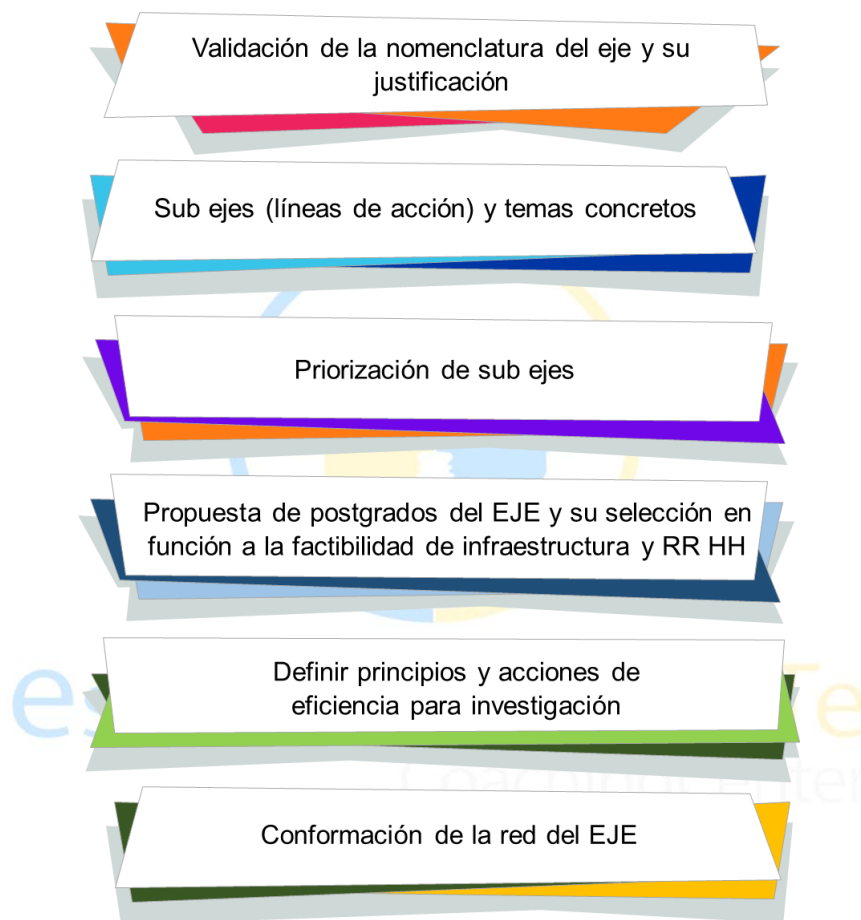 Validación de la nomenclatura del eje y su
justificación
Sub ejes (líneas de acción) y temas concretos
Priorización de sub ejes
Propuesta de postgrados del EJE y su selección en
función a la factibilidad de infraestructura y RR HH
Definir principios y acciones de
eficiencia para investigación
Conformación de la red del EJE